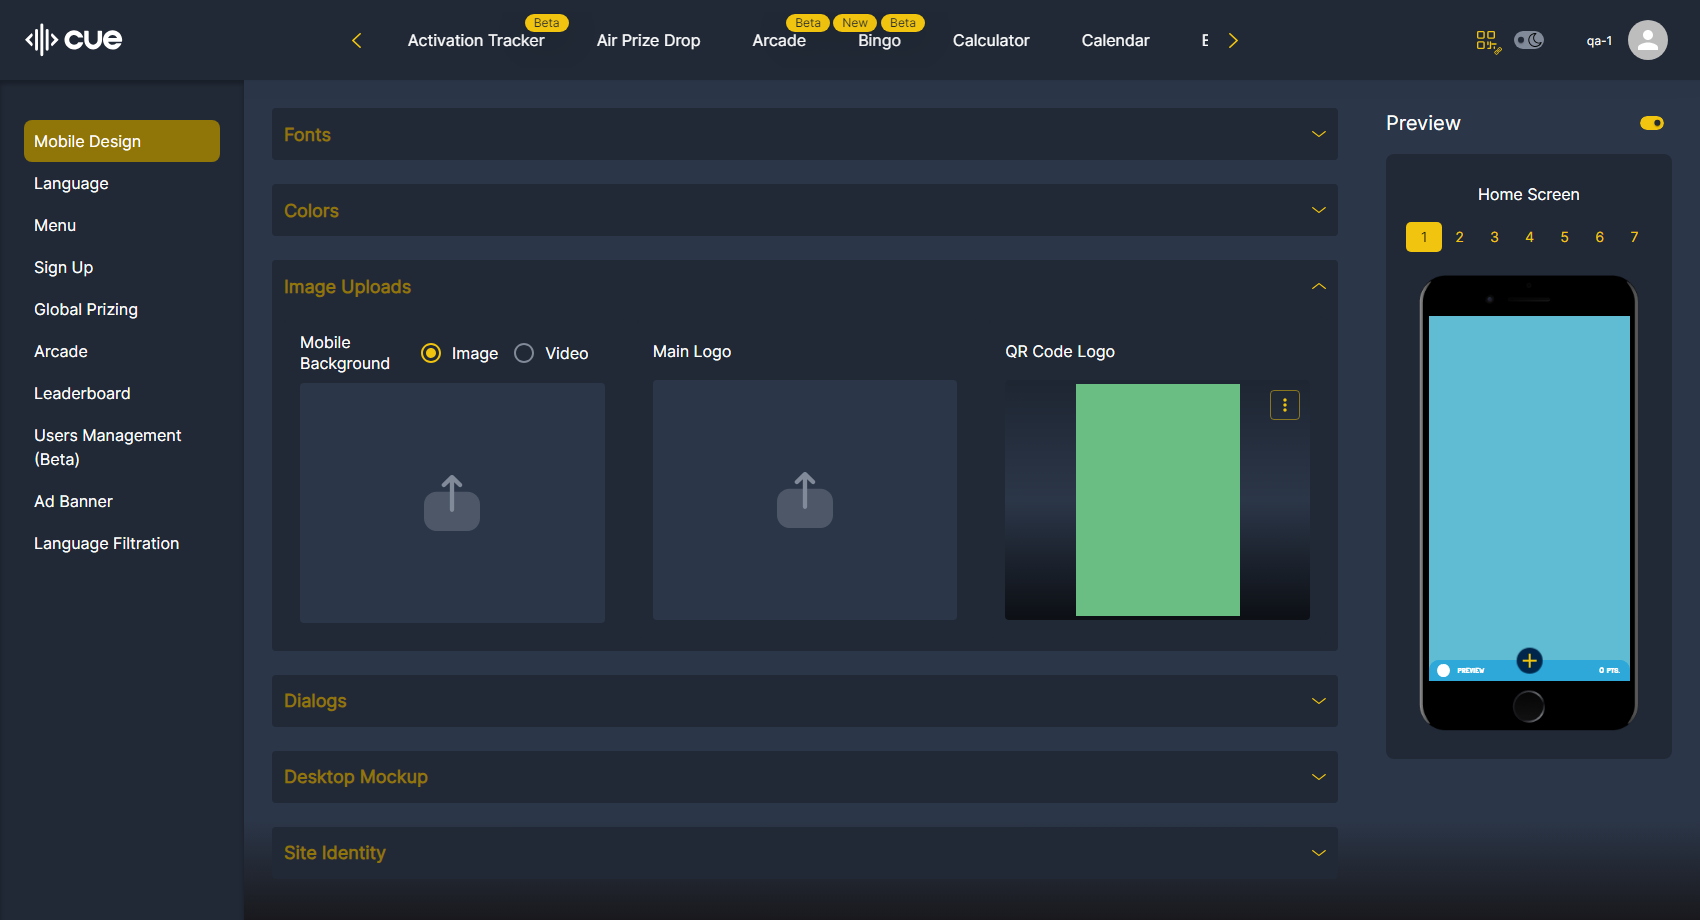 cue
Activation Tracker
Beta
Air Prize Drop
Arcade
Beta
New
Bingo
Beta
Calculator
Calendar
qa-1
Mobile Design
Language
Menu
Sign Up
Global Prizing
Arcade
Leaderboard
Users Management
(Beta)
Ad Banner
Language Filtration
Fonts
Colors
Image Uploads
Mobile
Background
Image
Video
Main Logo
QR Code Logo
Dialogs
Desktop Mockup
Site Identity
Preview
Home Screen
1 2 3 4 5 6 7
PREVIEW
0 PTS.